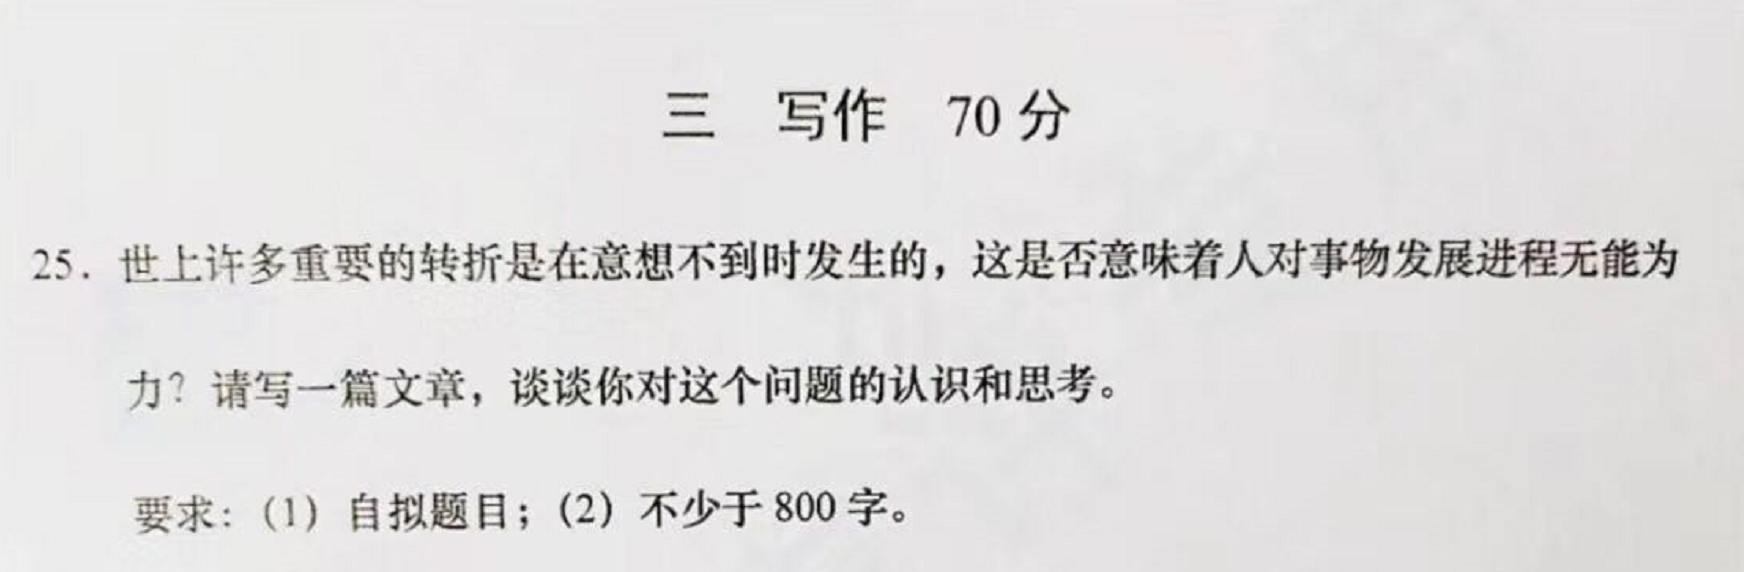 三 写作 70 分
25. 世上许多重要的转折是在意想不到时发生的，这是否意味着人对事物发展进程无能为
力？请写一篇文章，谈谈你对这个问题的认识和思考。
要求：（1）自拟题目；（2）不少于 800 字。